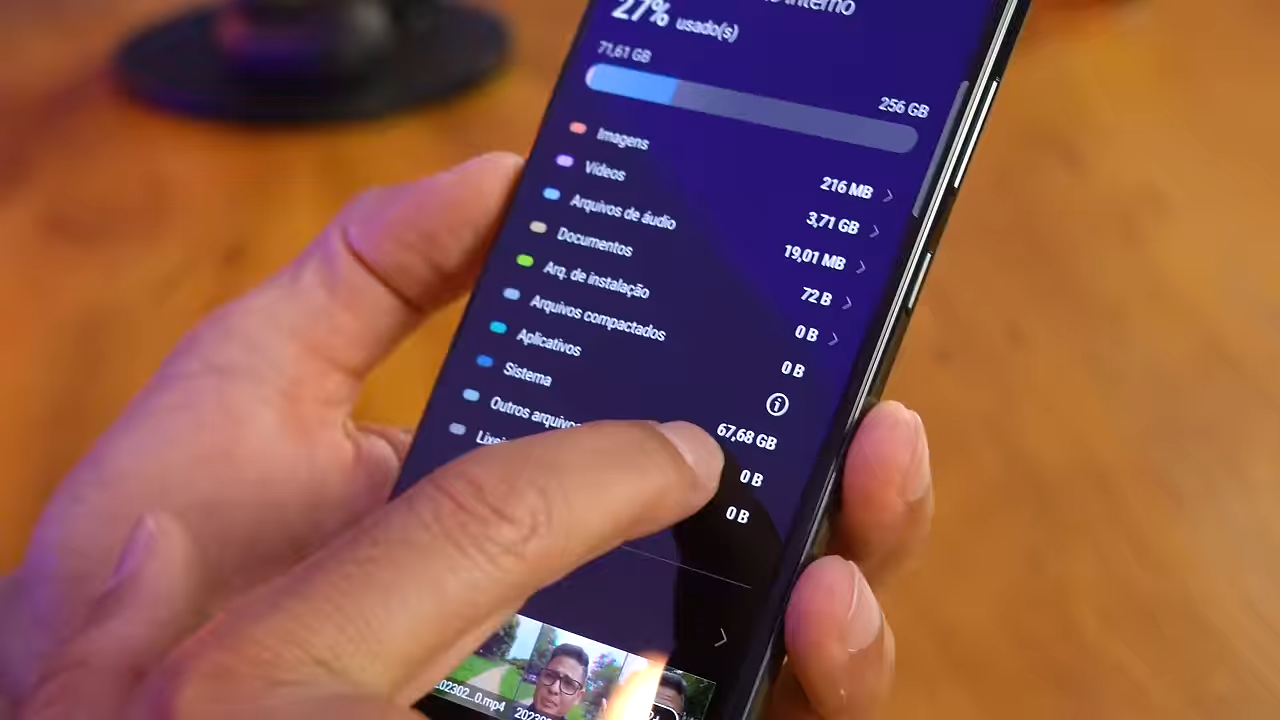 interno
27% usado(s)
71,61 GB
256 GB
Imagens 216 MB
Vídeos 3,71 GB
Arquivos de áudio 19,01 MB
Documentos 72 B
Arq. de instalação 0 B
Arquivos compactados 0 B
Aplicativos
Sistema 67,68 GB
Outros arquivos 0 B
0 B